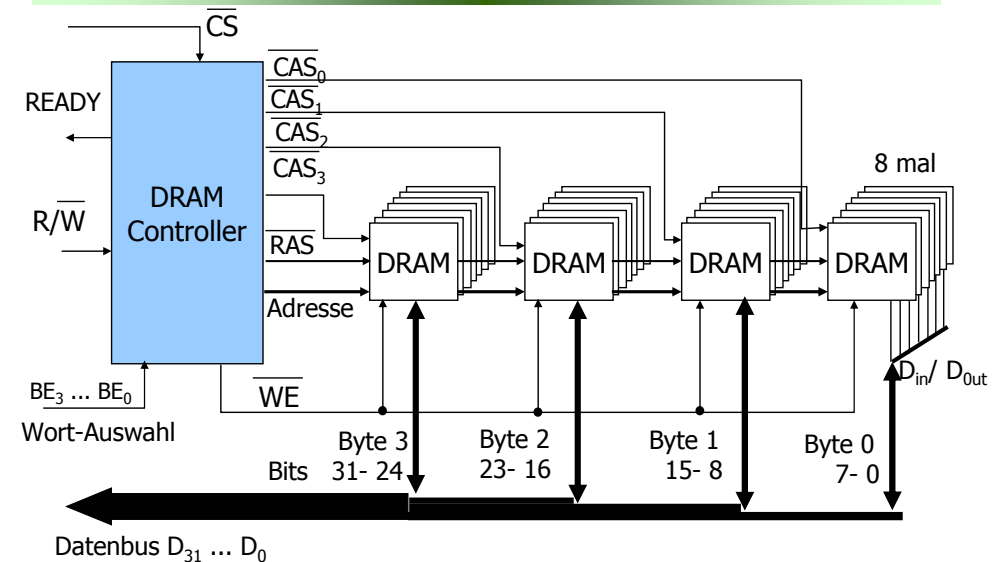 CS
CAS0
READY
CAS1
CAS2
CAS3
8 mal
DRAM
Controller
R/W
RAS
DRAM DRAM DRAM DRAM
Adresse
Din/ D0ut
BE3 ... BE0
WE
Wort-Auswahl
Byte 3 Byte 2 Byte 1 Byte 0
Bits 31- 24 23- 16 15- 8 7- 0
Datenbus D31 ... D0